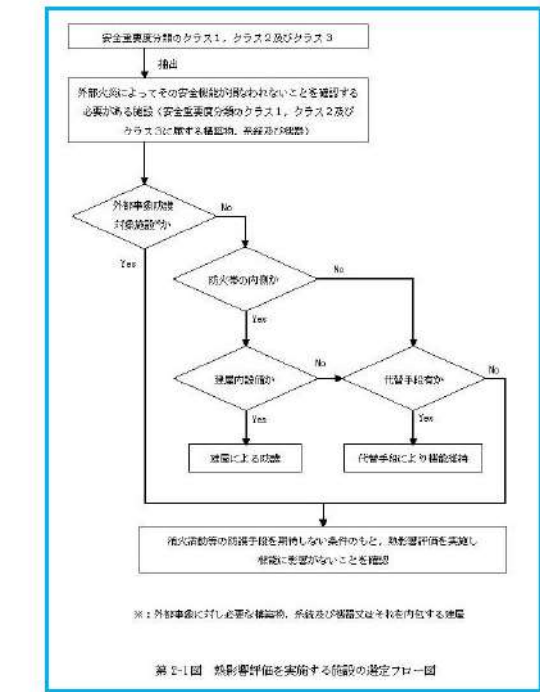 安全重要度分類のクラス1，クラス2及びクラス3
抽出
外部火災によってその安全機能が損なわれないことを確認する
必要がある施設（安全重要度分類のクラス1，クラス2及び
クラス3に属する構築物，系統及び機器）
外部事象防護
対象施設※か
No
Yes
防火帯の内側か
No
Yes
建屋内設備か
No
代替手段有か
No
Yes
Yes
建屋による防護
代替手段により機能維持
消火活動等の防護手段を期待しない条件のもと，熱影響評価を実施し
機能に影響がないことを確認
※：外部事象に対し必要な構築物，系統及び機器又はそれを内包する建屋
第 2-1図　熱影響評価を実施する施設の選定フロー図